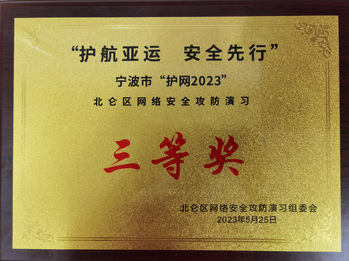 “护航亚运 安全先行”
宁波市“护网2023”
北仑区网络安全攻防演习
三等奖
北仑区网络安全攻防演习组委会
2023年5月25日